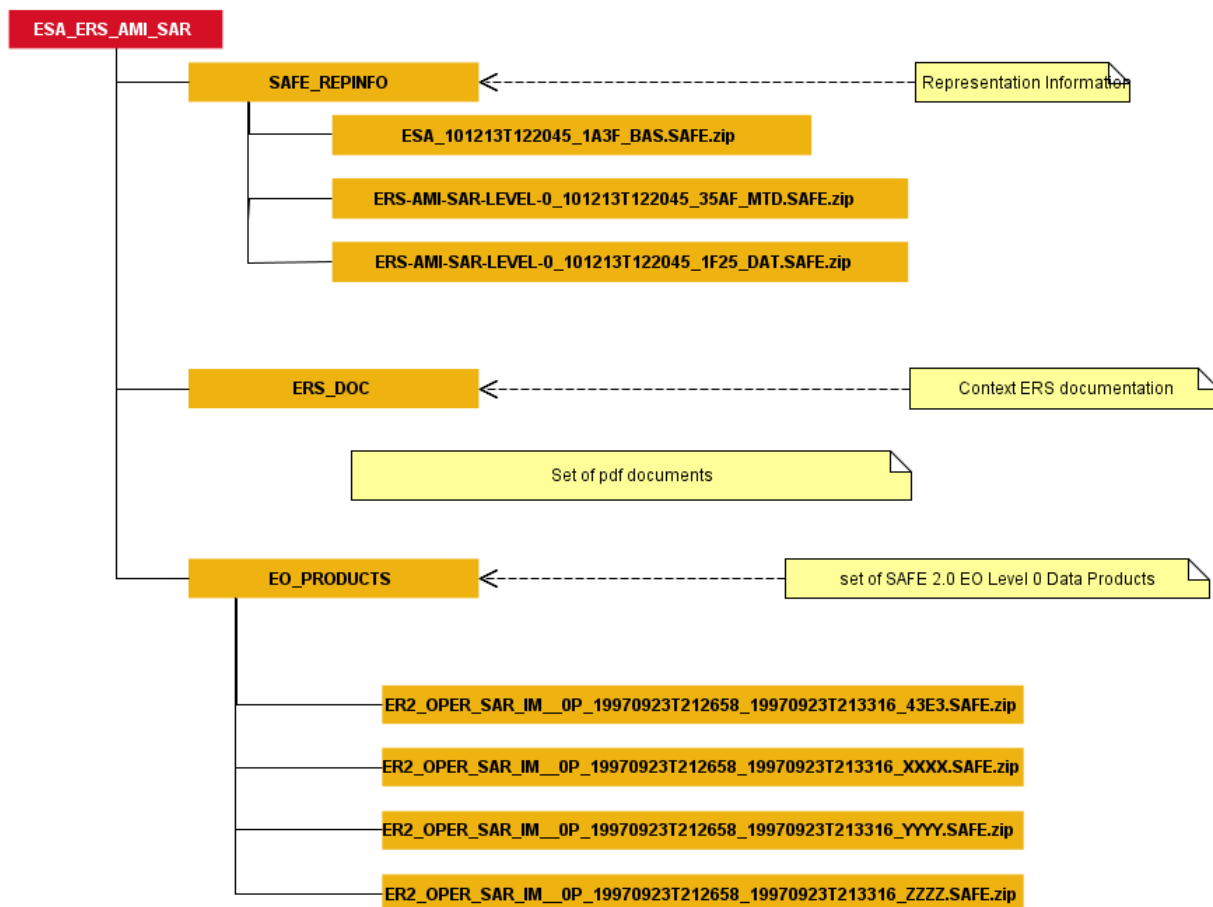 ESA_ERS_AMI_SAR
SAFE_REPINFO
Representation Information
ESA_101213T122045_1A3F_BAS.SAFE.zip
ERS-AMI-SAR-LEVEL-0_101213T122045_35AF_MTD.SAFE.zip
ERS-AMI-SAR-LEVEL-0_101213T122045_1F25_DAT.SAFE.zip
ERS_DOC
Context ERS documentation
Set of pdf documents
EO_PRODUCTS
set of SAFE 2.0 EO Level 0 Data Products
ER2_OPER_SAR_IM__0P_19970923T212658_19970923T213316_43E3.SAFE.zip
ER2_OPER_SAR_IM__0P_19970923T212658_19970923T213316_XXXX.SAFE.zip
ER2_OPER_SAR_IM__0P_19970923T212658_19970923T213316_YYYY.SAFE.zip
ER2_OPER_SAR_IM__0P_19970923T212658_19970923T213316_ZZZZ.SAFE.zip